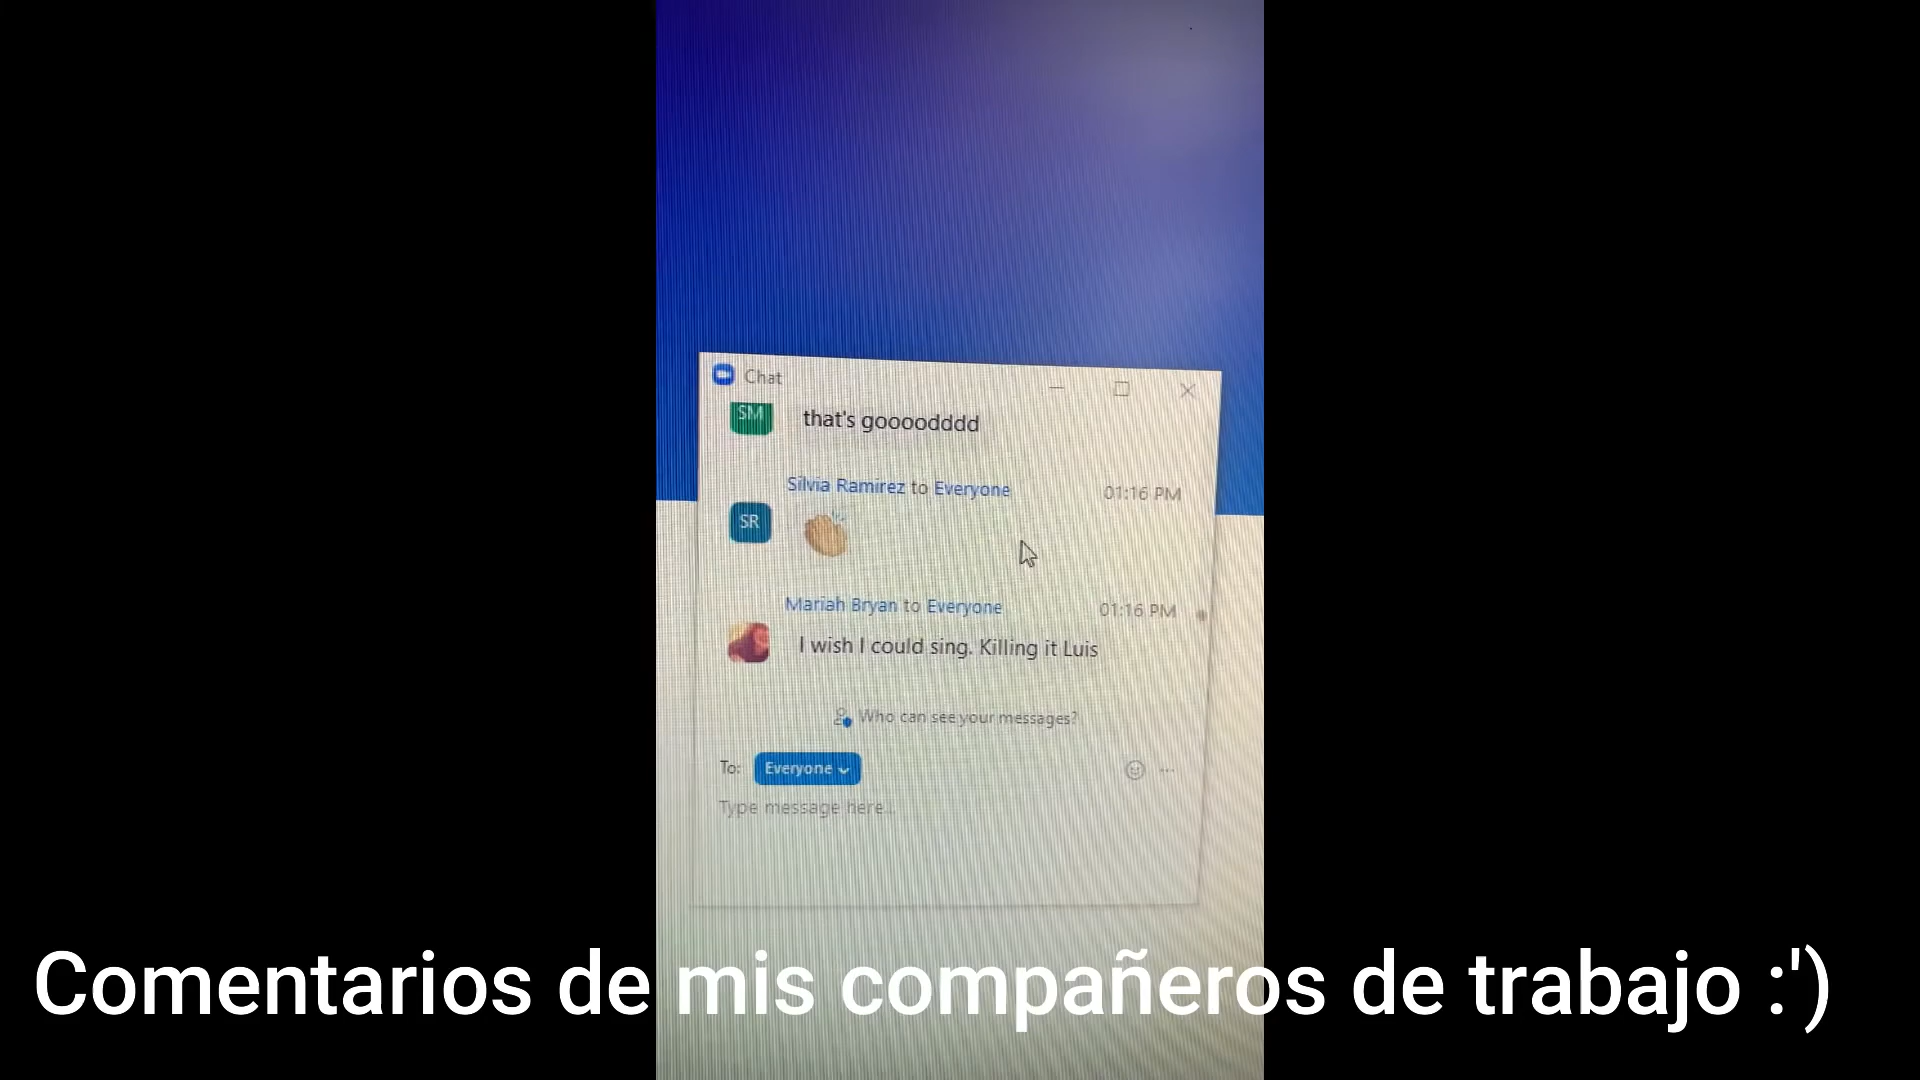 Chat
SM
that's goooodddd
Silvia Ramirez to Everyone 01:16 PM
SR
Mariah Bryan to Everyone 01:16 PM
I wish I could sing. Killing it Luis
Who can see your messages?
To: Everyone
Type message here...
Comentarios de mis compañeros de trabajo :')